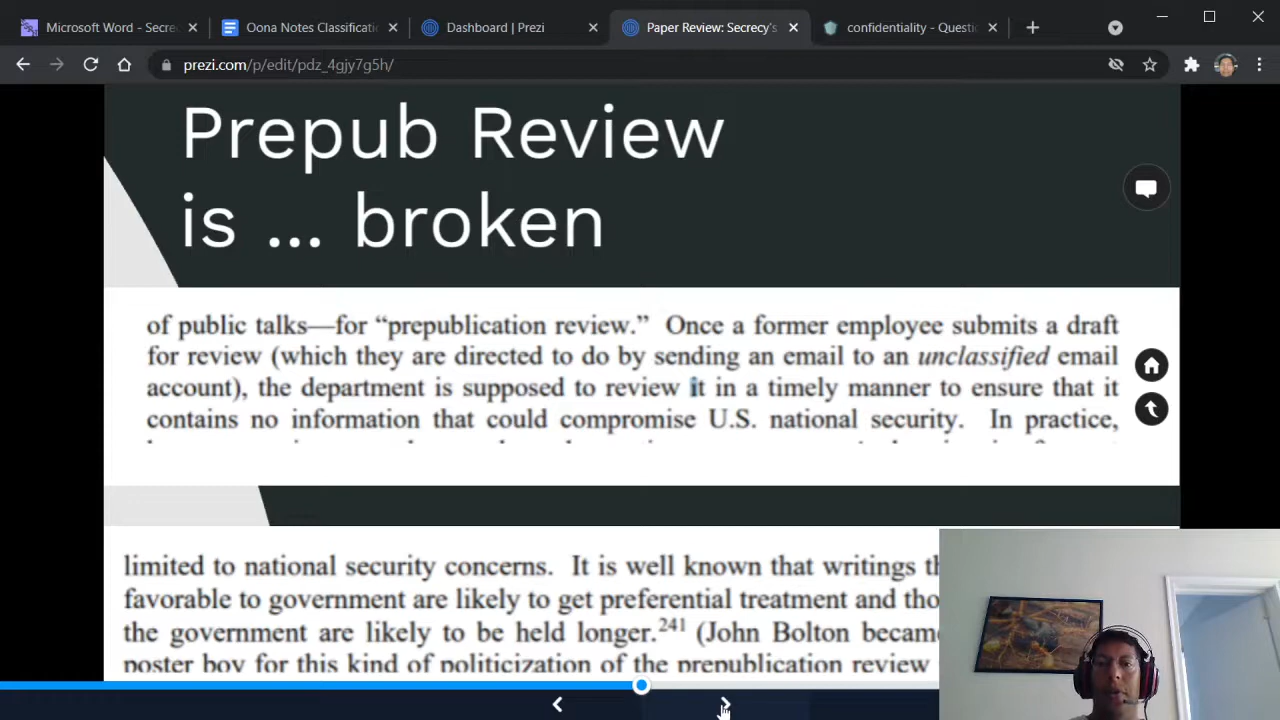 Microsoft Word - Secre
Oona Notes Classificati
Dashboard | Prezi
Paper Review: Secrecy's
confidentiality - Questi
prezi.com/p/edit/pdz_4gjy7g5h/
Prepub Review
is ... broken
of public talks—for “prepublication review.” Once a former employee submits a draft
for review (which they are directed to do by sending an email to an unclassified email
account), the department is supposed to review it in a timely manner to ensure that it
contains no information that could compromise U.S. national security. In practice,
limited to national security concerns. It is well known that writings th
favorable to government are likely to get preferential treatment and tho
the government are likely to be held longer.241 (John Bolton became
poster boy for this kind of politicization of the prepublication review